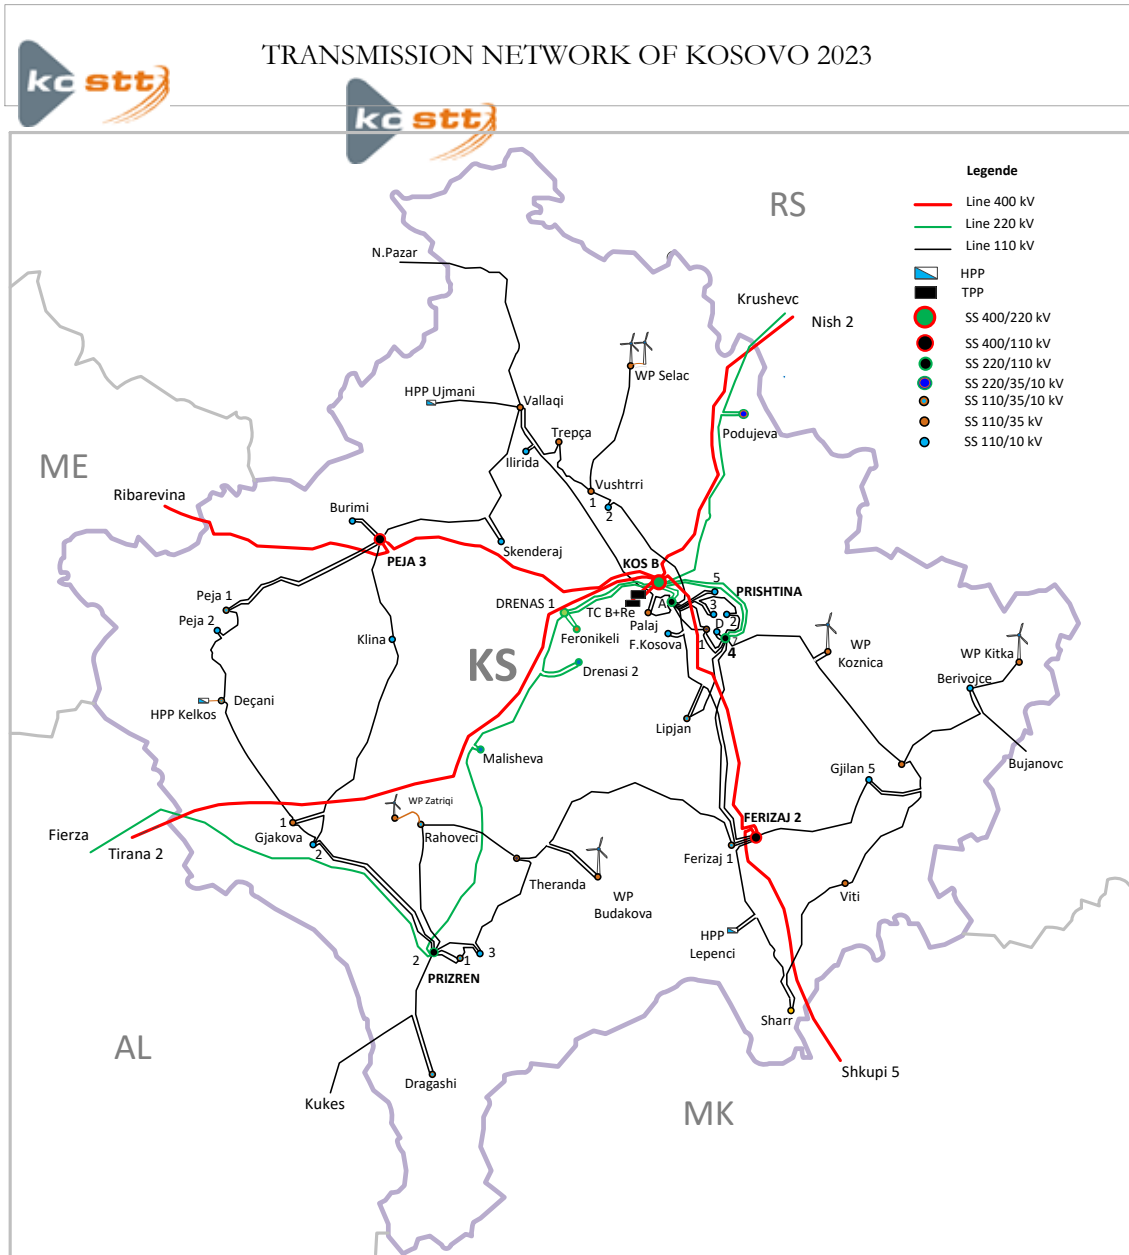 TRANSMISSION NETWORK OF KOSOVO 2023
kostt
kostt
Legende
Line 400 kV
Line 220 kV
Line 110 kV
HPP
TPP
SS 400/220 kV
SS 400/110 kV
SS 220/110 kV
SS 220/35/10 kV
SS 110/35/10 kV
SS 110/35 kV
SS 110/10 kV
RS
N.Pazar
Krushevc
Nish 2
WP Selac
HPP Ujmani
Vallaqi
Trepça
Podujeva
Ilirida
ME
Vushtrri
1
2
Ribarevina
Burimi
Skenderaj
PEJA 3
KOS B
5
PRISHTINA
Peja 1
DRENAS 1
TC B+Re
A
3
2
Peja 2
Palaj
D
Feronikeli
F.Kosova
1
7
4
Klina
KS
WP
Koznica
WP Kitka
Drenasi 2
Berivojce
Deçani
HPP Kelkos
Lipjan
Malisheva
Bujanovc
Gjilan 5
WP Zatriqi
Fierza
Tirana 2
1
Gjakova
2
Rahoveci
FERIZAJ 2
Ferizaj 1
Theranda
WP
Budakova
Viti
HPP
Lepenci
2
1
3
PRIZREN
Sharr
AL
Dragashi
Kukes
Shkupi 5
MK